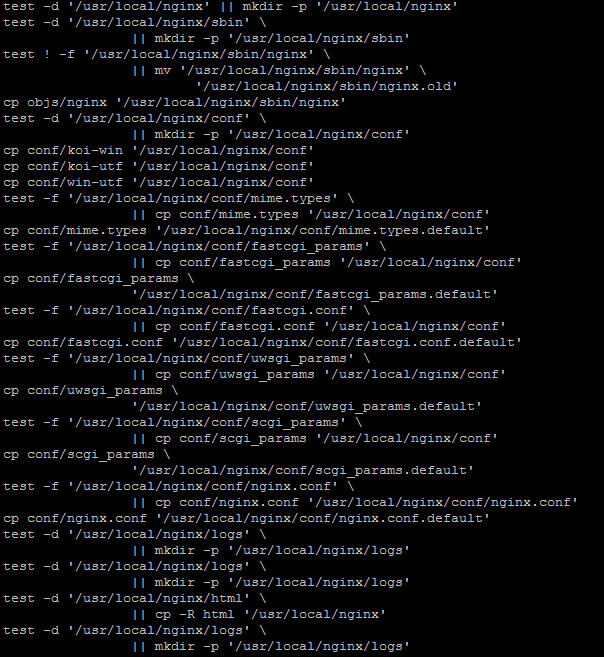 test -d '/usr/local/nginx' || mkdir -p '/usr/local/nginx'
test -d '/usr/local/nginx/sbin' \
|| mkdir -p '/usr/local/nginx/sbin'
test ! -f '/usr/local/nginx/sbin/nginx' \
|| mv '/usr/local/nginx/sbin/nginx' \
'/usr/local/nginx/sbin/nginx.old'
cp objs/nginx '/usr/local/nginx/sbin/nginx'
test -d '/usr/local/nginx/conf' \
|| mkdir -p '/usr/local/nginx/conf'
cp conf/koi-win '/usr/local/nginx/conf'
cp conf/koi-utf '/usr/local/nginx/conf'
cp conf/win-utf '/usr/local/nginx/conf'
test -f '/usr/local/nginx/conf/mime.types' \
|| cp conf/mime.types '/usr/local/nginx/conf'
cp conf/mime.types '/usr/local/nginx/conf/mime.types.default'
test -f '/usr/local/nginx/conf/fastcgi_params' \
|| cp conf/fastcgi_params '/usr/local/nginx/conf'
cp conf/fastcgi_params \
'/usr/local/nginx/conf/fastcgi_params.default'
test -f '/usr/local/nginx/conf/fastcgi.conf' \
|| cp conf/fastcgi.conf '/usr/local/nginx/conf'
cp conf/fastcgi.conf '/usr/local/nginx/conf/fastcgi.conf.default'
test -f '/usr/local/nginx/conf/uwsgi_params' \
|| cp conf/uwsgi_params '/usr/local/nginx/conf'
cp conf/uwsgi_params \
'/usr/local/nginx/conf/uwsgi_params.default'
test -f '/usr/local/nginx/conf/scgi_params' \
|| cp conf/scgi_params '/usr/local/nginx/conf'
cp conf/scgi_params \
'/usr/local/nginx/conf/scgi_params.default'
test -f '/usr/local/nginx/conf/nginx.conf' \
|| cp conf/nginx.conf '/usr/local/nginx/conf/nginx.conf'
cp conf/nginx.conf '/usr/local/nginx/conf/nginx.conf.default'
test -d '/usr/local/nginx/logs' \
|| mkdir -p '/usr/local/nginx/logs'
test -d '/usr/local/nginx/logs' \
|| mkdir -p '/usr/local/nginx/logs'
test -d '/usr/local/nginx/html' \
|| cp -R html '/usr/local/nginx'
test -d '/usr/local/nginx/logs' \
|| mkdir -p '/usr/local/nginx/logs'